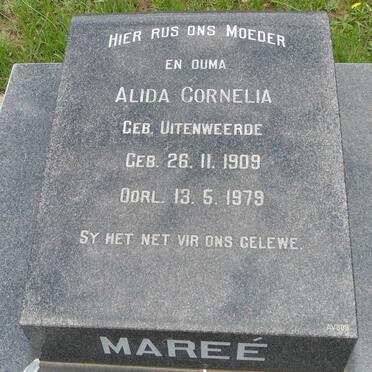 HIER RUS ONS MOEDER
EN OUMA
ALIDA CORNELIA
GEB. UITENWEERDE
GEB. 26. 11. 1909
OORL. 13. 5. 1979
SY HET NET VIR ONS GELEWE.
MAREÉ